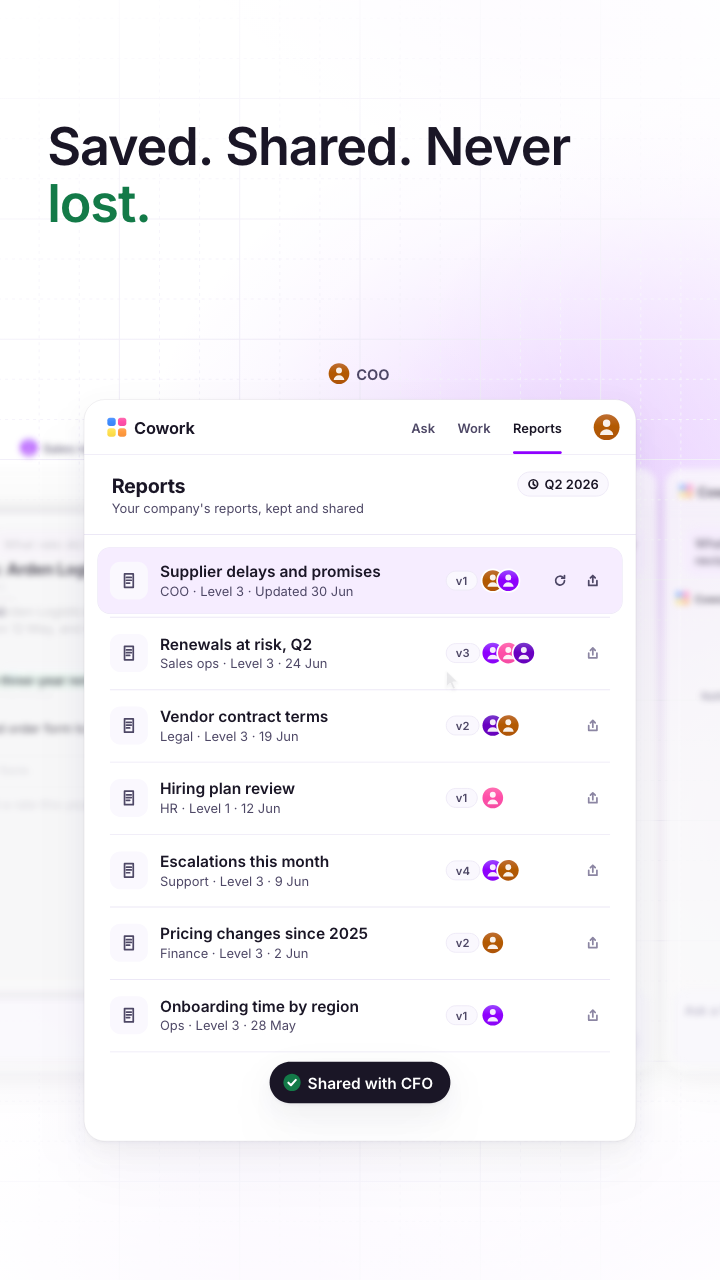 Saved. Shared. Never
lost.
COO
Cowork
Ask
Work
Reports
Reports
Q2 2026
Your company's reports, kept and shared
Supplier delays and promises
COO · Level 3 · Updated 30 Jun
v1
Renewals at risk, Q2
Sales ops · Level 3 · 24 Jun
v3
Vendor contract terms
Legal · Level 3 · 19 Jun
v2
Hiring plan review
HR · Level 1 · 12 Jun
v1
Escalations this month
Support · Level 3 · 9 Jun
v4
Pricing changes since 2025
Finance · Level 3 · 2 Jun
v2
Onboarding time by region
Ops · Level 3 · 28 May
v1
Shared with CFO